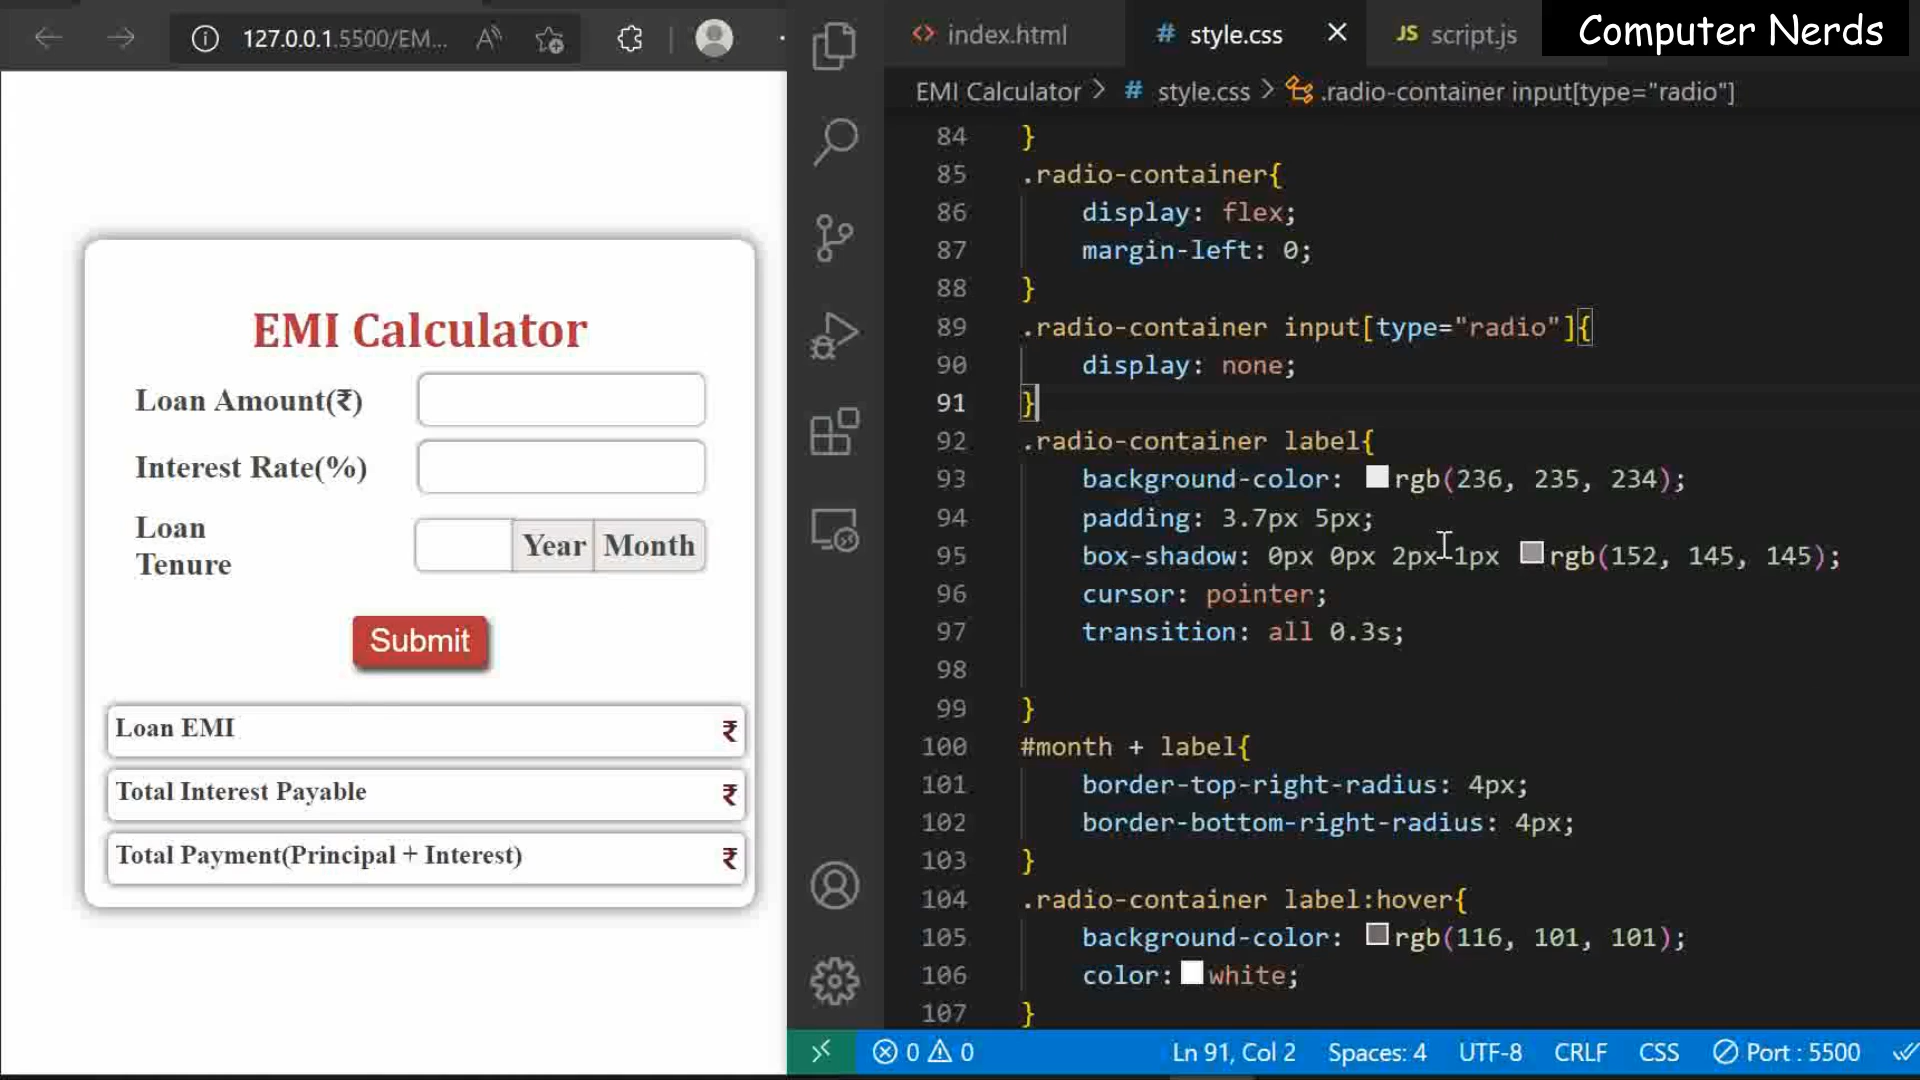 127.0.0.1:5500/EM...
index.html
# style.css
JS script.js
Computer Nerds
EMI Calculator > # style.css > .radio-container input[type="radio"]
84 }
85 .radio-container{
86 display: flex;
87 margin-left: 0;
88 }
89 .radio-container input[type="radio"]{
90 display: none;
91 }
92 .radio-container label{
93 background-color: rgb(236, 235, 234);
94 padding: 3.7px 5px;
95 box-shadow: 0px 0px 2px 1px rgb(152, 145, 145);
96 cursor: pointer;
97 transition: all 0.3s;
98
99 }
100 #month + label{
101 border-top-right-radius: 4px;
102 border-bottom-right-radius: 4px;
103 }
104 .radio-container label:hover{
105 background-color: rgb(116, 101, 101);
106 color: white;
107 }
EMI Calculator
Loan Amount(₹)
Interest Rate(%)
Loan
Tenure
Year Month
Submit
Loan EMI ₹
Total Interest Payable ₹
Total Payment(Principal + Interest) ₹
0 0 Ln 91, Col 2 Spaces: 4 UTF-8 CRLF CSS Port : 5500